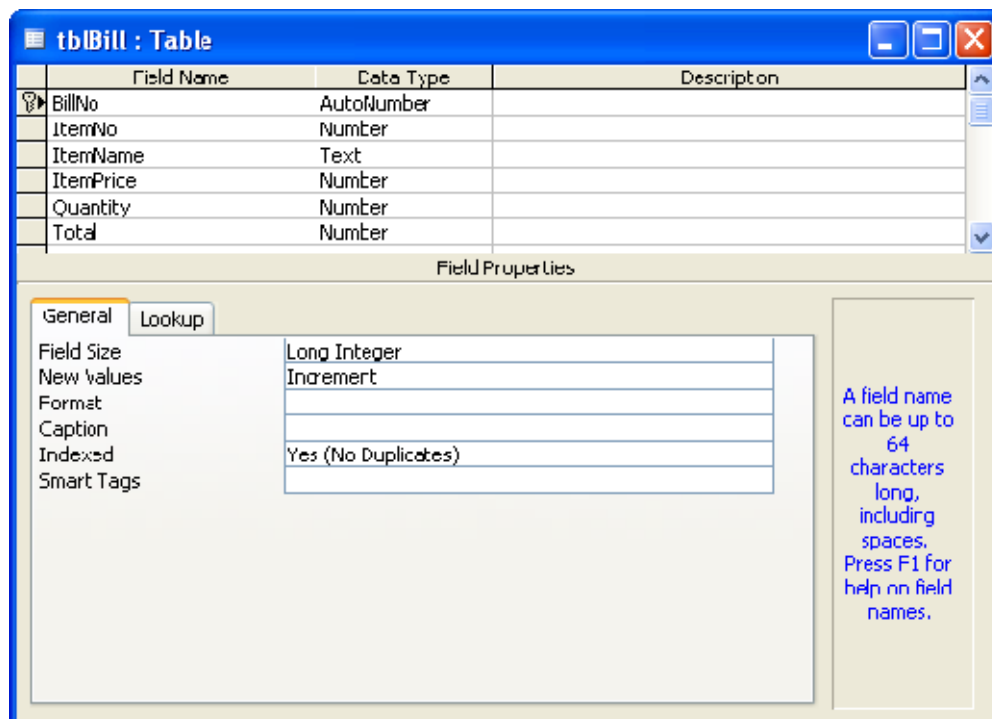 tblBill : Table
Field Name Data Type Description
BillNo AutoNumber
ItemNo Number
ItemName Text
ItemPrice Number
Quantity Number
Total Number
Field Properties
General Lookup
Field Size Long Integer
New Values Increment
Format
Caption
Indexed Yes (No Duplicates)
Smart Tags
A field name
can be up to
64
characters
long,
including
spaces.
Press F1 for
help on field
names.